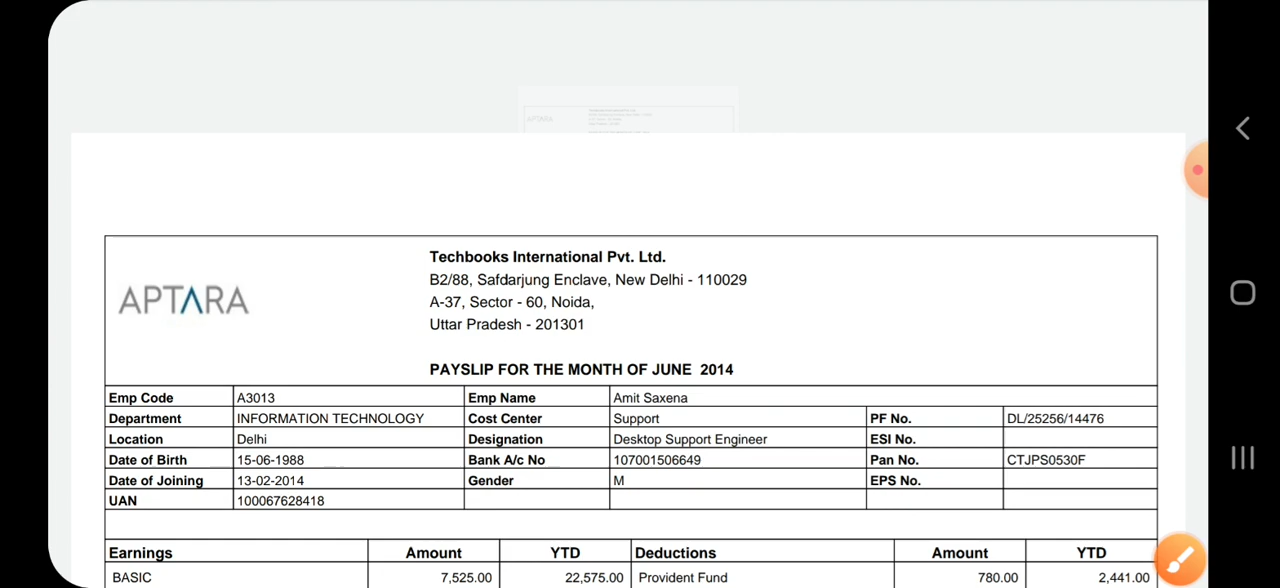 APTARA
Techbooks International Pvt. Ltd.
B2/88, Safdarjung Enclave, New Delhi - 110029
A-37, Sector - 60, Noida,
Uttar Pradesh - 201301
PAYSLIP FOR THE MONTH OF JUNE 2014
Emp Code A3013 Emp Name Amit Saxena
Department INFORMATION TECHNOLOGY Cost Center Support PF No. DL/25256/14476
Location Delhi Designation Desktop Support Engineer ESI No.
Date of Birth 15-06-1988 Bank A/c No 107001506649 Pan No. CTJPS0530F
Date of Joining 13-02-2014 Gender M EPS No.
UAN 100067628418
Earnings Amount YTD Deductions Amount YTD
BASIC 7,525.00 22,575.00 Provident Fund 780.00 2,441.00